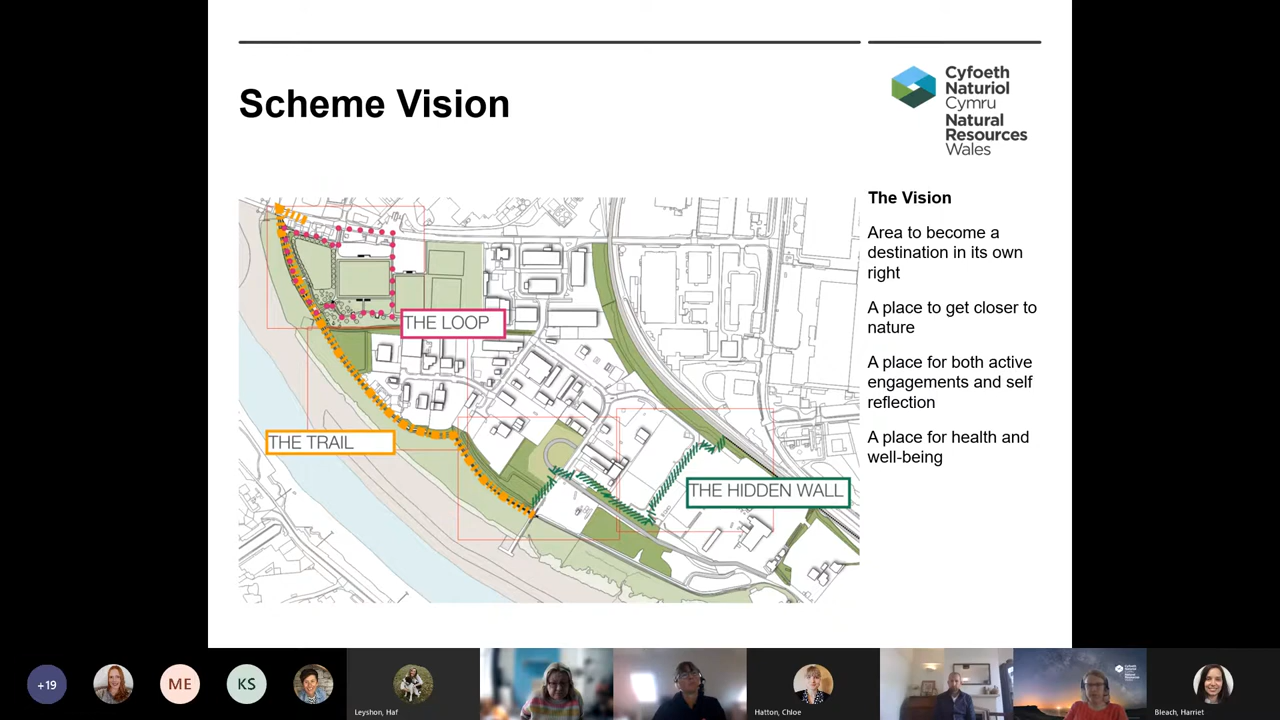 Scheme Vision
Cyfoeth
Naturiol
Cymru
Natural
Resources
Wales
The Vision
Area to become a
destination in its own
right
A place to get closer to
nature
A place for both active
engagements and self
reflection
A place for health and
well-being
THE LOOP
THE TRAIL
THE HIDDEN WALL
+19
ME
KS
Leyshon, Haf
Hatton, Chloe
Bleach, Harriet